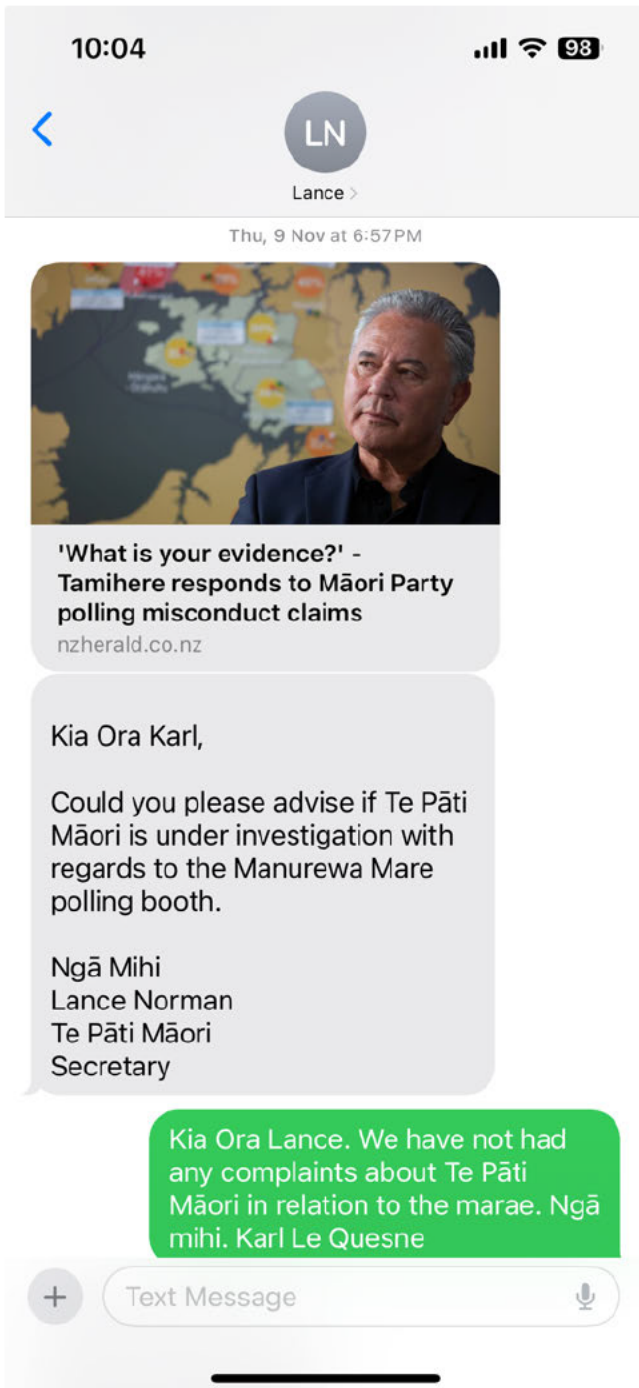 10:04
98
LN
Lance
Thu, 9 Nov at 6:57PM
'What is your evidence?' -
Tamihere responds to Māori Party
polling misconduct claims
nzherald.co.nz
Kia Ora Karl,
Could you please advise if Te Pāti
Māori is under investigation with
regards to the Manurewa Mare
polling booth.
Ngā Mihi
Lance Norman
Te Pāti Māori
Secretary
Kia Ora Lance. We have not had
any complaints about Te Pāti
Māori in relation to the marae. Ngā
mihi. Karl Le Quesne
Text Message